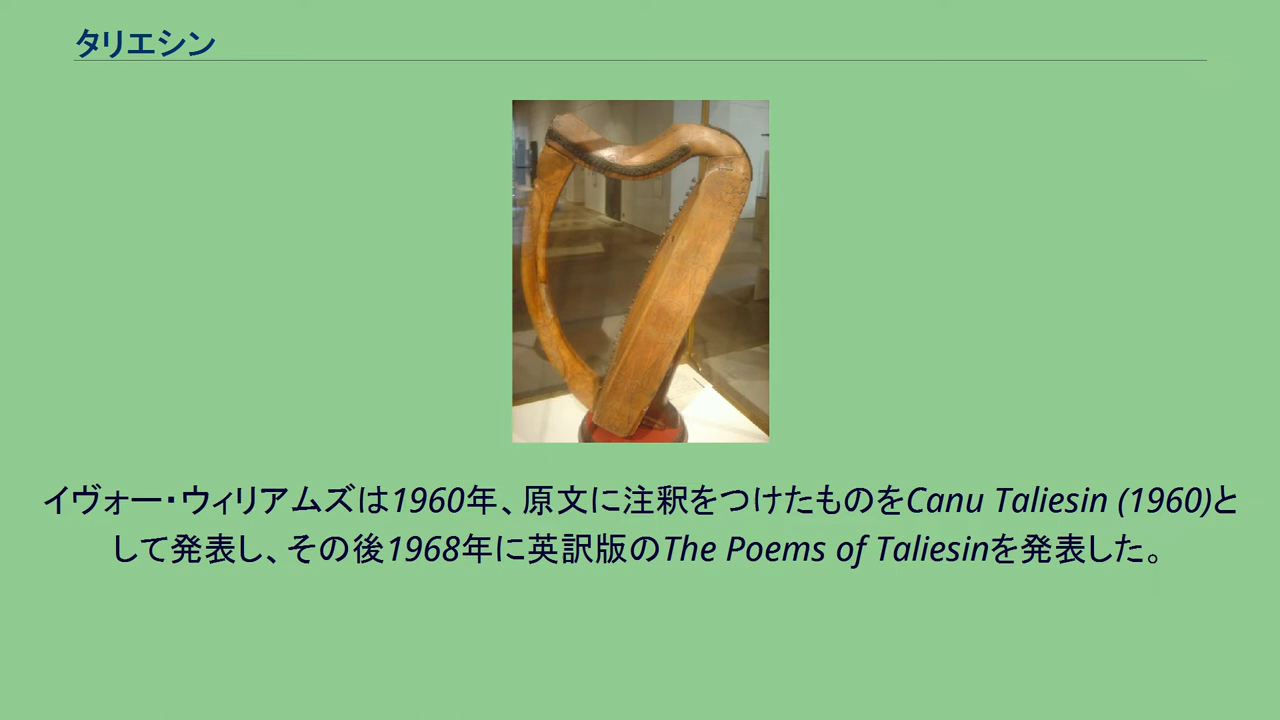 タリエシン
イヴォー・ウィリアムズは1960年、原文に注釈をつけたものをCanu Taliesin (1960)と
して発表し、その後1968年に英訳版のThe Poems of Taliesinを発表した。